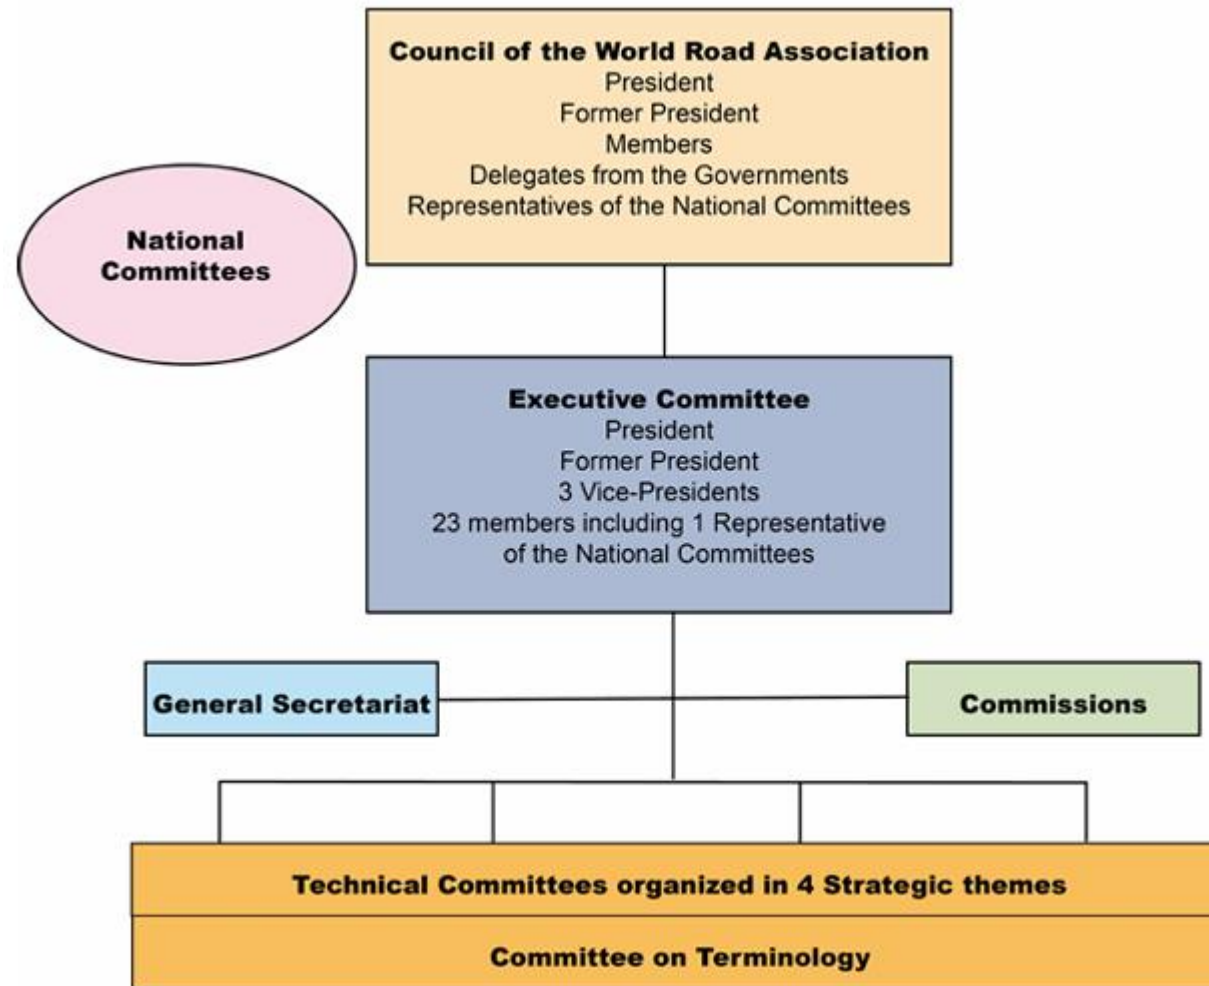 Council of the World Road Association
President
Former President
Members
Delegates from the Governments
Representatives of the National Committees
National
Committees
Executive Committee
President
Former President
3 Vice-Presidents
23 members including 1 Representative
of the National Committees
General Secretariat
Commissions
Technical Committees organized in 4 Strategic themes
Committee on Terminology